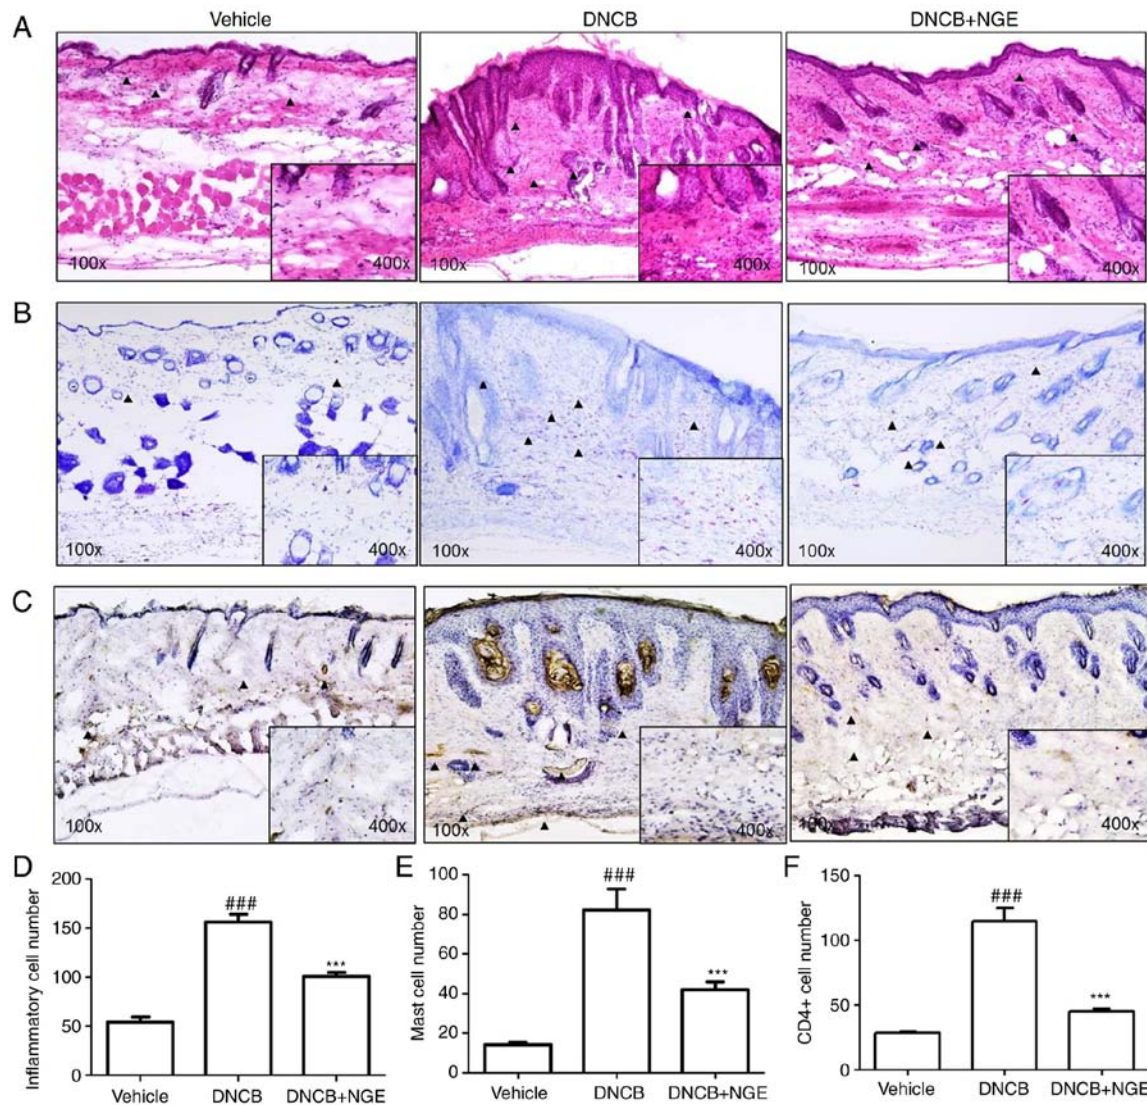 Vehicle DNCB DNCB+NGE
A
100x 400x 100x 400x 100x 400x
B
100x 400x 100x 400x 100x 400x
C
100x 400x 100x 400x 100x 400x
D
Inflammatory cell number
200
150
100
50
0
###
***
Vehicle DNCB DNCB+NGE
E
Mast cell number
100
80
60
40
20
0
###
***
Vehicle DNCB DNCB+NGE
F
CD4+ cell number
150
100
50
0
###
***
Vehicle DNCB DNCB+NGE